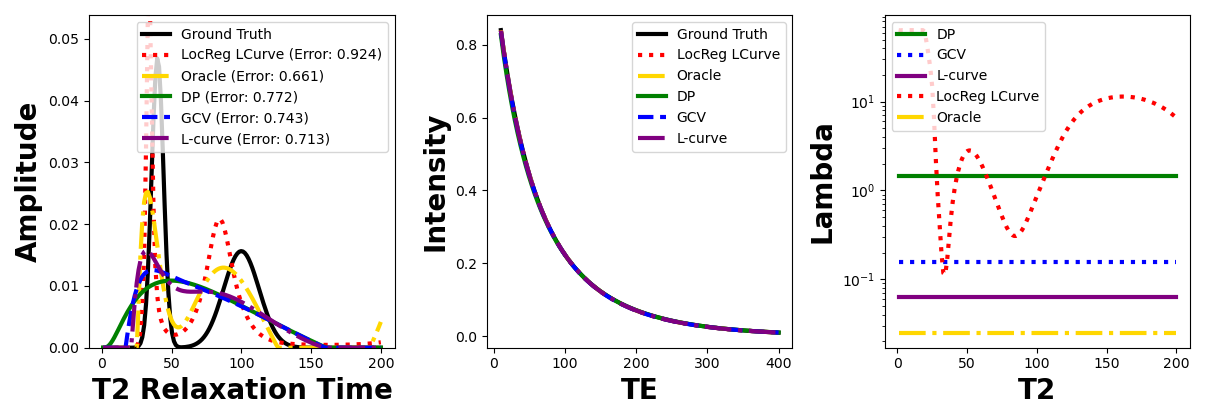 Amplitude
0.05
0.04
0.03
0.02
0.01
0.00
0
50
100
150
200
T2 Relaxation Time
Ground Truth
LocReg LCurve (Error: 0.924)
Oracle (Error: 0.661)
DP (Error: 0.772)
GCV (Error: 0.743)
L-curve (Error: 0.713)
Intensity
0.8
0.6
0.4
0.2
0.0
0
100
200
300
400
TE
Ground Truth
LocReg LCurve
Oracle
DP
GCV
L-curve
Lambda
10¹
10⁰
10⁻¹
0
50
100
150
200
T2
DP
GCV
L-curve
LocReg LCurve
Oracle